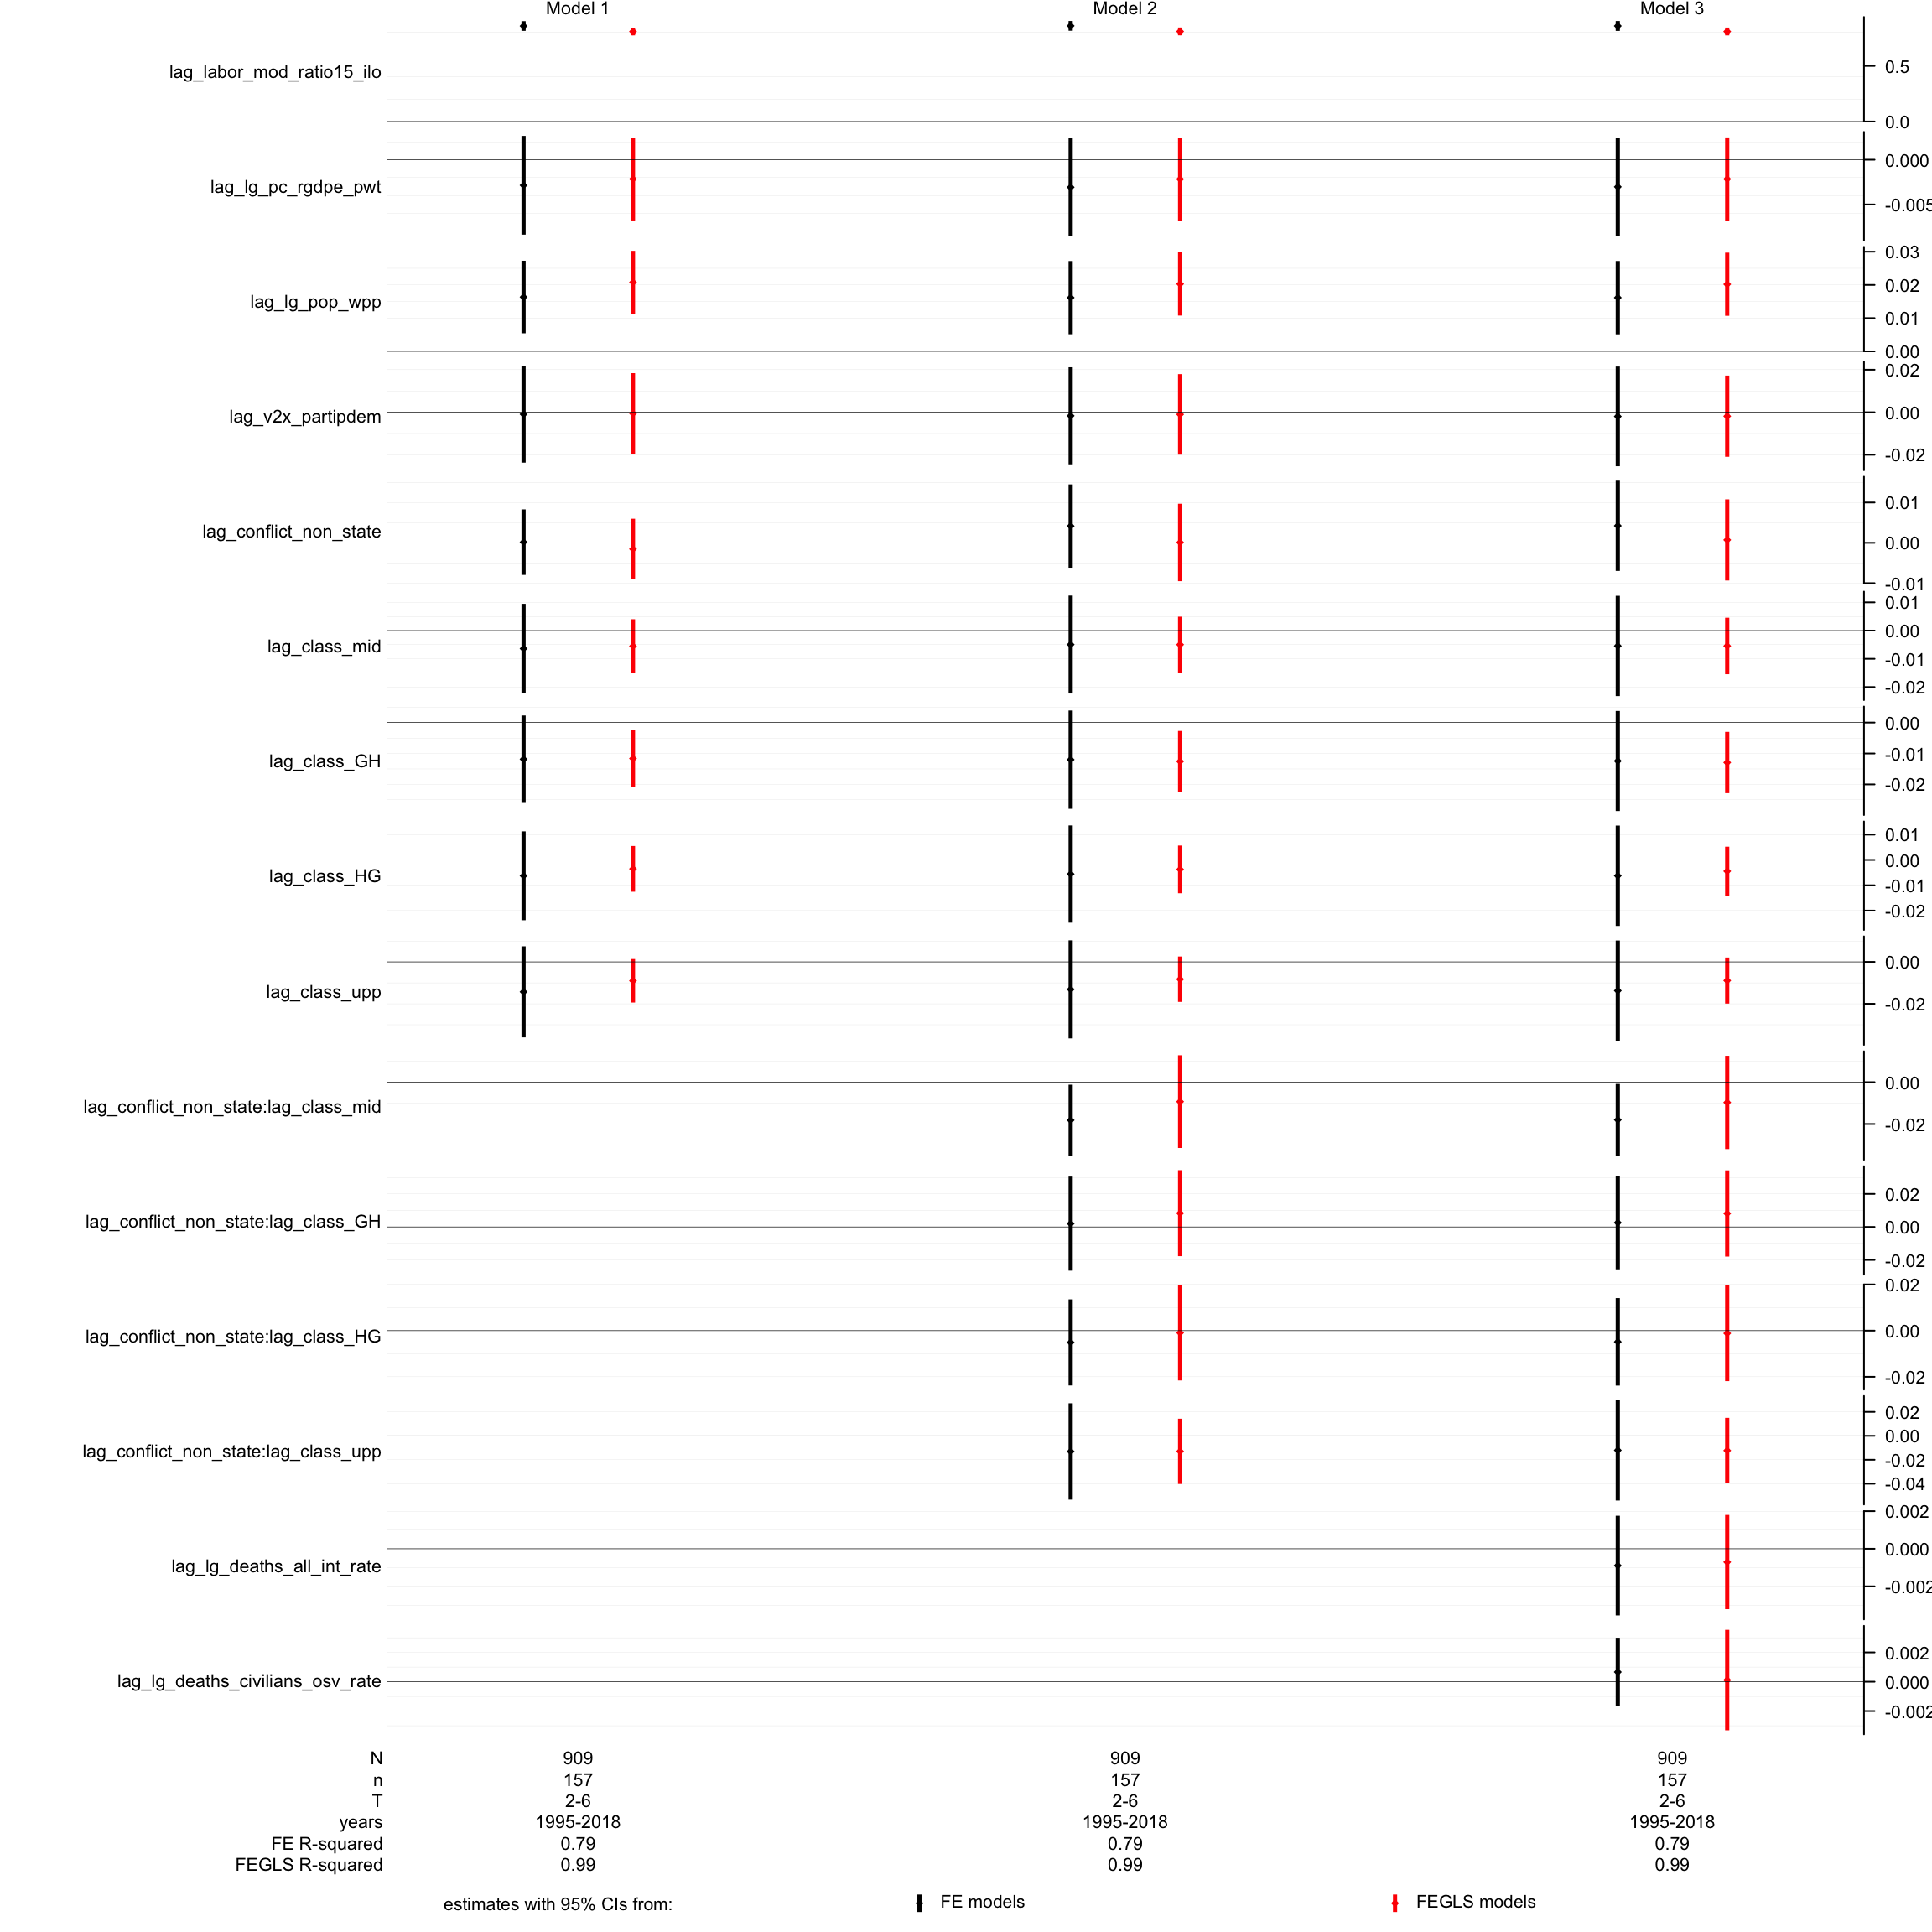 Model 1 Model 2 Model 3
lag_labor_mod_ratio15_ilo
0.5
0.0
lag_lg_pc_rgdpe_pwt
0.000
-0.005
lag_lg_pop_wpp
0.03
0.02
0.01
0.00
lag_v2x_partipdem
0.02
0.00
-0.02
lag_conflict_non_state
0.01
0.00
-0.01
lag_class_mid
0.01
0.00
-0.01
-0.02
lag_class_GH
0.00
-0.01
-0.02
lag_class_HG
0.01
0.00
-0.01
-0.02
lag_class_upp
0.00
-0.02
lag_conflict_non_state:lag_class_mid
0.00
-0.02
lag_conflict_non_state:lag_class_GH
0.02
0.00
-0.02
lag_conflict_non_state:lag_class_HG
0.02
0.00
-0.02
lag_conflict_non_state:lag_class_upp
0.02
0.00
-0.02
-0.04
lag_lg_deaths_all_int_rate
0.002
0.000
-0.002
lag_lg_deaths_civilians_osv_rate
0.002
0.000
-0.002
N 909 909 909
n 157 157 157
T 2-6 2-6 2-6
years 1995-2018 1995-2018 1995-2018
FE R-squared 0.79 0.79 0.79
FEGLS R-squared 0.99 0.99 0.99
estimates with 95% CIs from: FE models FEGLS models